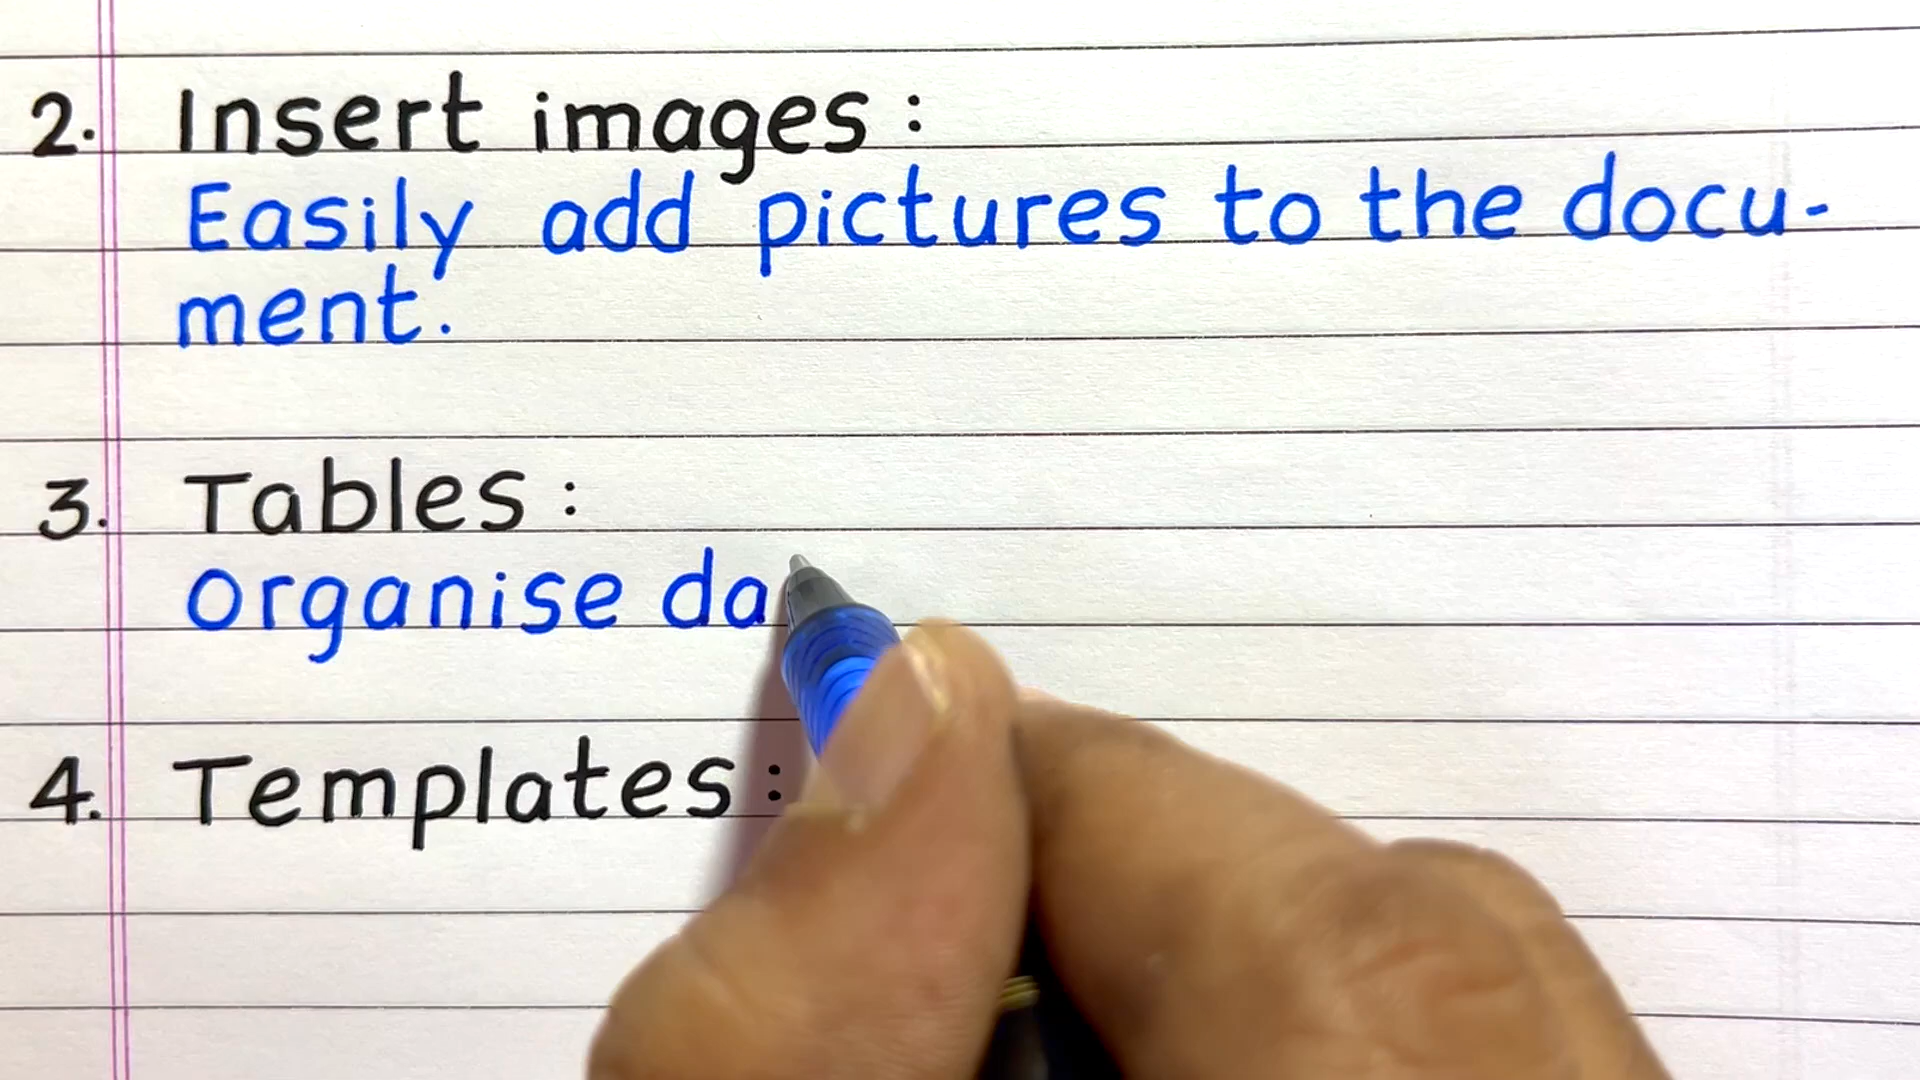 2. Insert images :
Easily add pictures to the docu-
ment.
3. Tables :
Organise da
4. Templates :